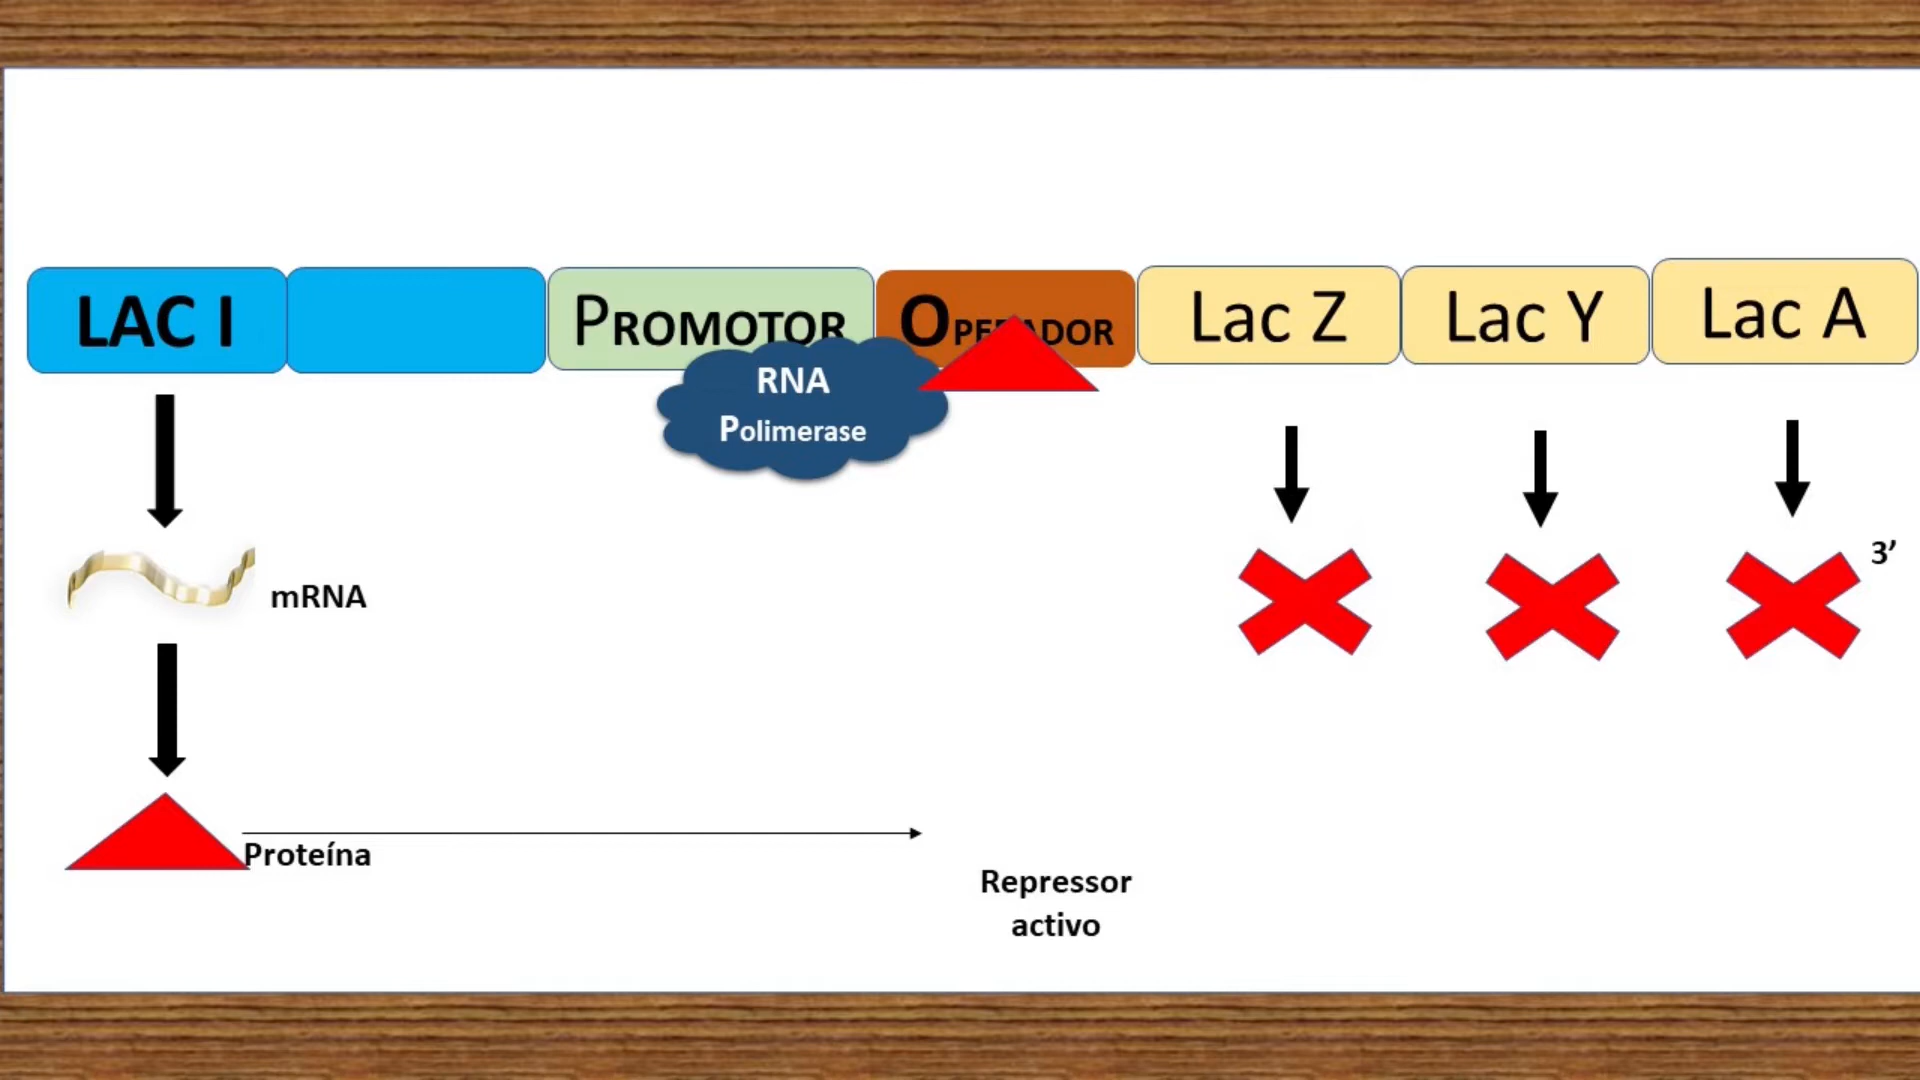 LAC I
PROMOTOR
OPERADOR
Lac Z
Lac Y
Lac A
RNA
Polimerase
mRNA
3’
Proteína
Repressor
activo